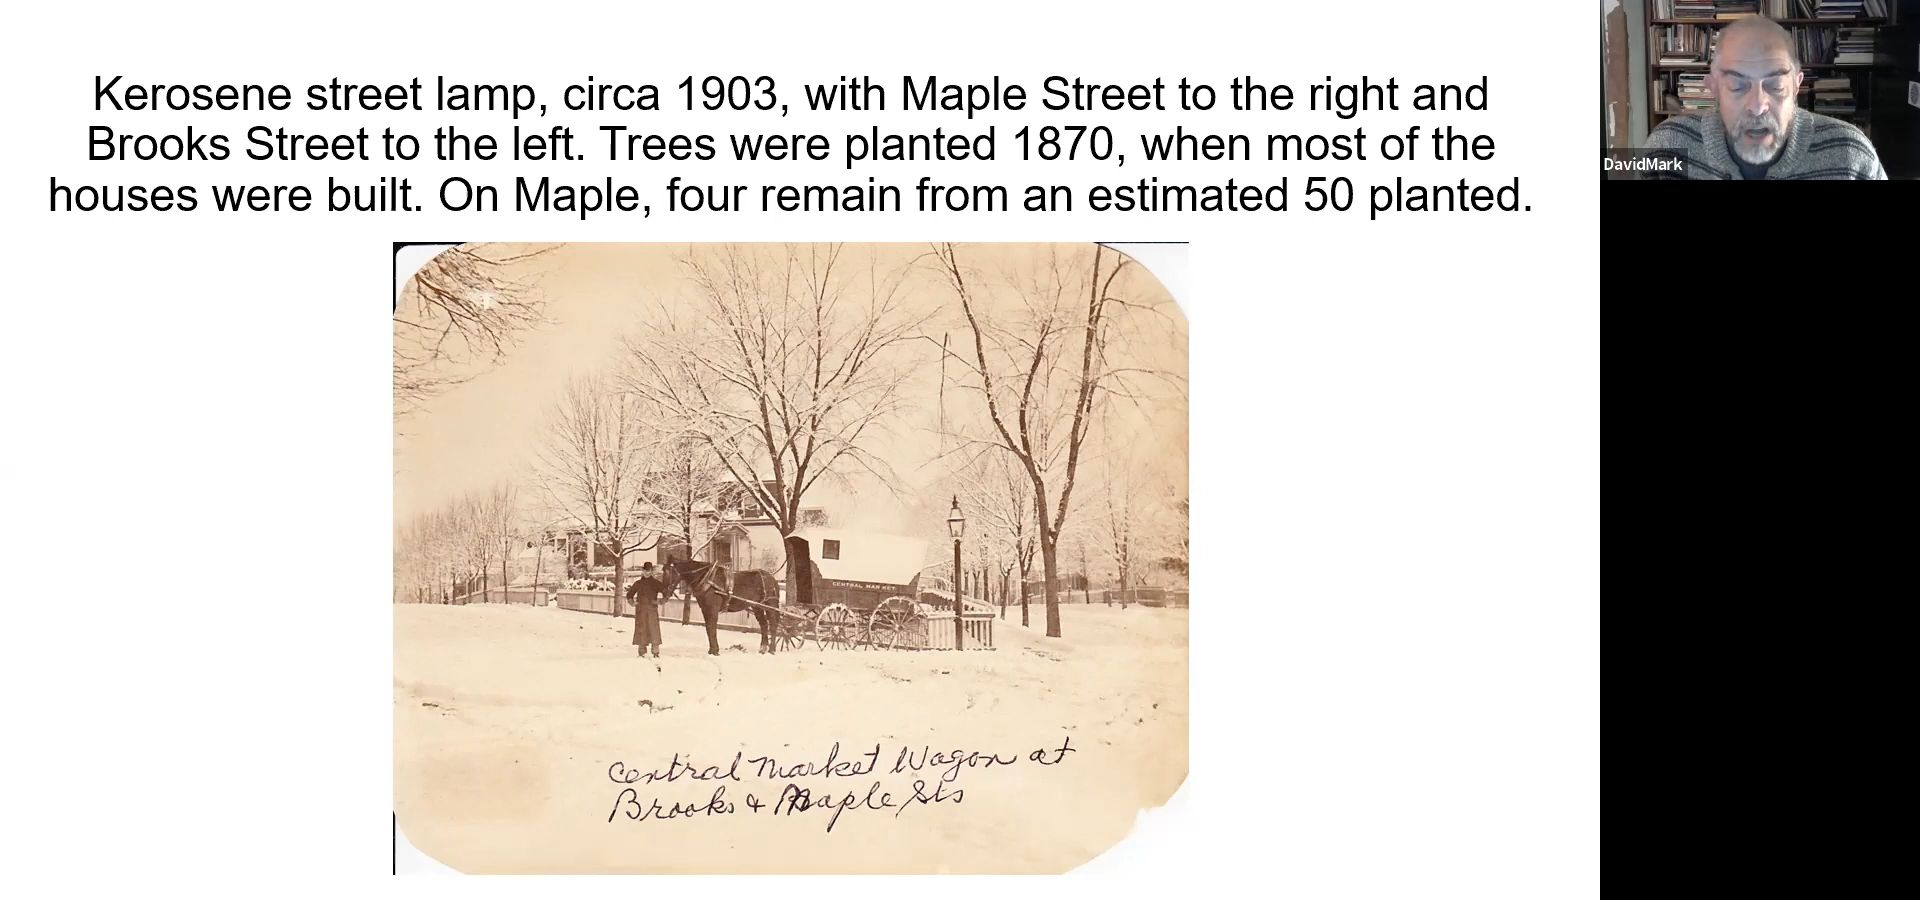 Kerosene street lamp, circa 1903, with Maple Street to the right and
Brooks Street to the left. Trees were planted 1870, when most of the
houses were built. On Maple, four remain from an estimated 50 planted.
DavidMark
CENTRAL MARKET
Central Market Wagon at
Brooks & Maple Sts